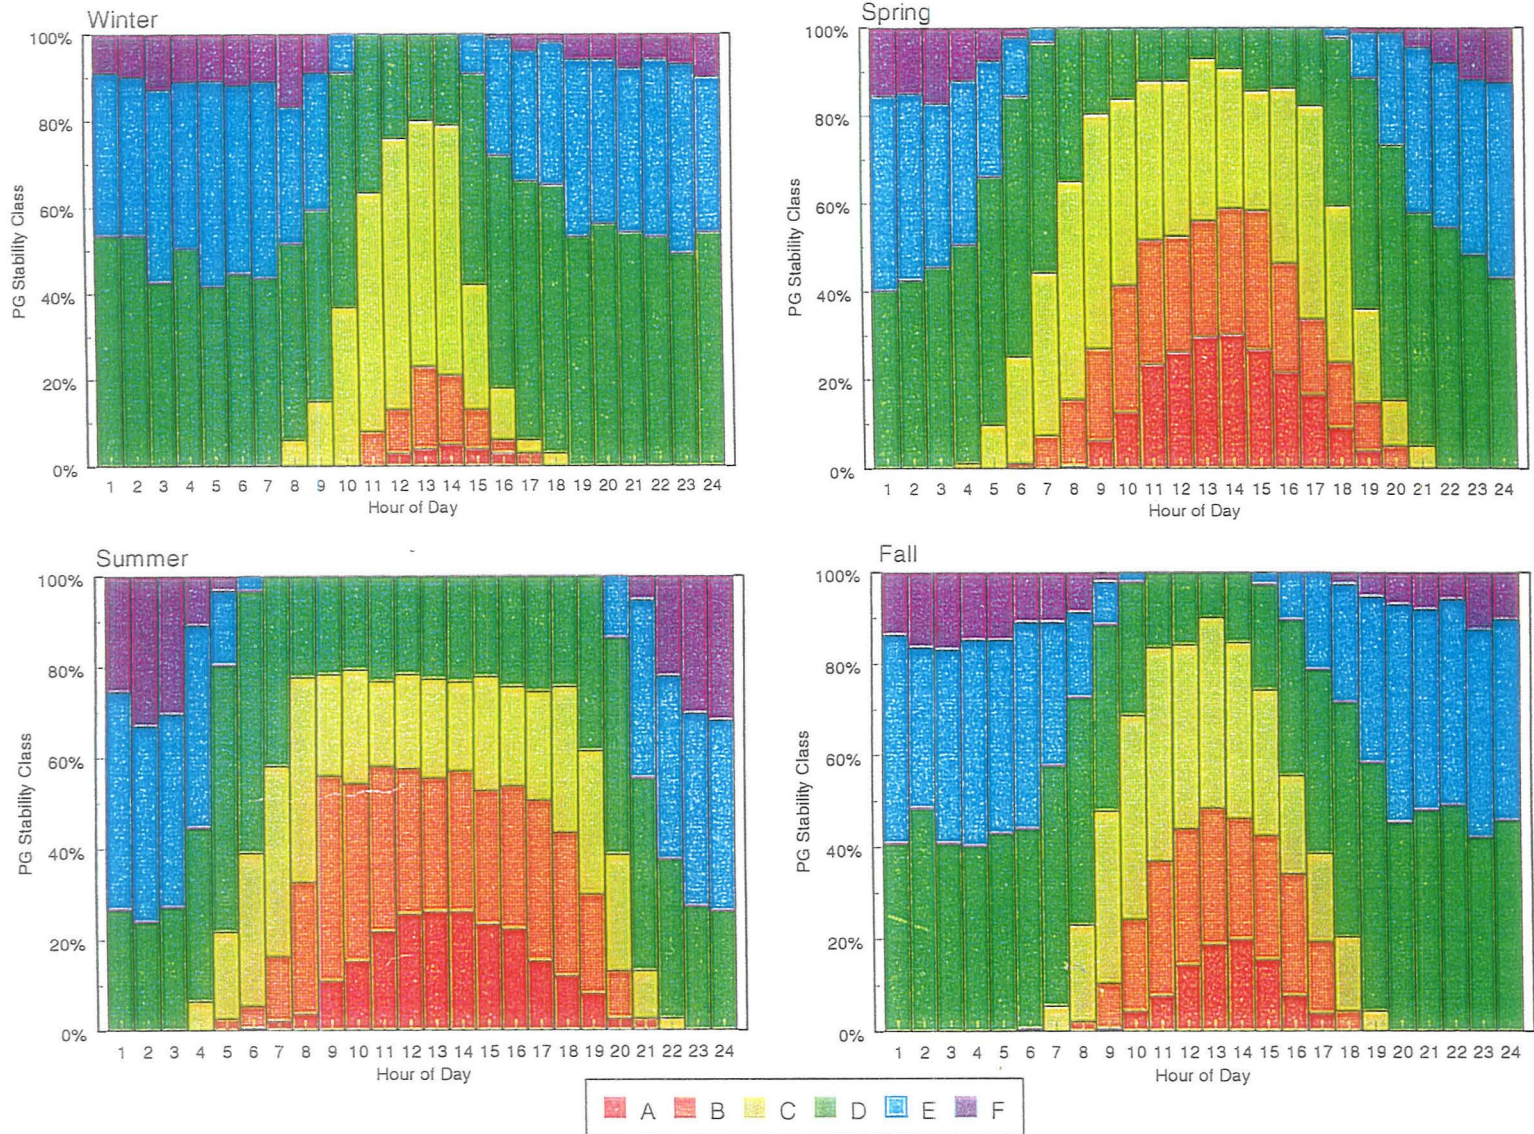 Winter
100%
80%
60%
40%
20%
0%
PG Stability Class
1 2 3 4 5 6 7 8 9 10 11 12 13 14 15 16 17 18 19 20 21 22 23 24
Hour of Day
Spring
100%
80%
60%
40%
20%
0%
PG Stability Class
1 2 3 4 5 6 7 8 9 10 11 12 13 14 15 16 17 18 19 20 21 22 23 24
Hour of Day
Summer
100%
80%
60%
40%
20%
0%
PG Stability Class
1 2 3 4 5 6 7 8 9 10 11 12 13 14 15 16 17 18 19 20 21 22 23 24
Hour of Day
Fall
100%
80%
60%
40%
20%
0%
PG Stability Class
1 2 3 4 5 6 7 8 9 10 11 12 13 14 15 16 17 18 19 20 21 22 23 24
Hour of Day
A B C D E F